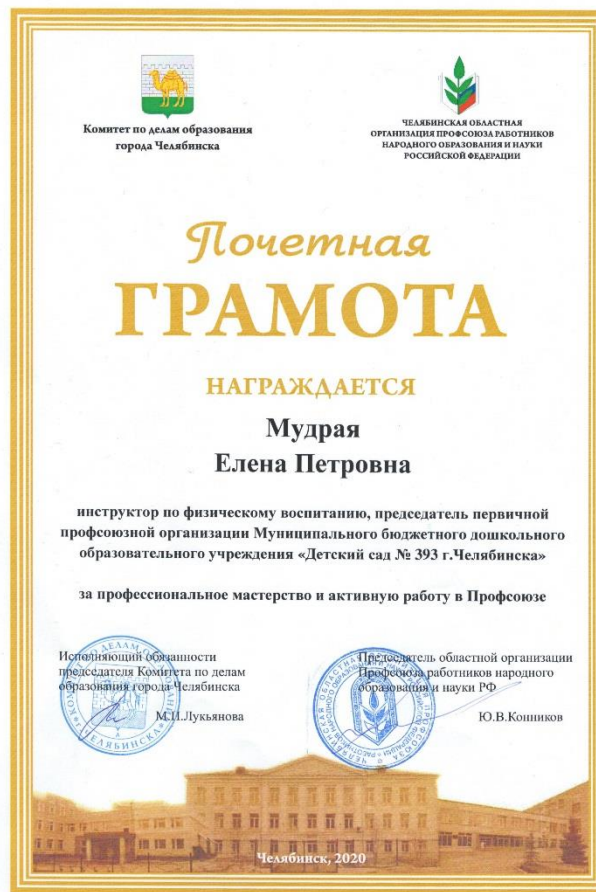 Комитет по делам образования
города Челябинска
ЧЕЛЯБИНСКАЯ ОБЛАСТНАЯ
ОРГАНИЗАЦИЯ ПРОФСОЮЗА РАБОТНИКОВ
НАРОДНОГО ОБРАЗОВАНИЯ И НАУКИ
РОССИЙСКОЙ ФЕДЕРАЦИИ
Почетная
ГРАМОТА
НАГРАЖДАЕТСЯ
Мудрая
Елена Петровна
инструктор по физическому воспитанию, председатель первичной
профсоюзной организации Муниципального бюджетного дошкольного
образовательного учреждения «Детский сад № 393 г.Челябинска»
за профессиональное мастерство и активную работу в Профсоюзе
Исполняющий обязанности
председателя Комитета по делам
образования города Челябинска
М.И.Лукьянова
Председатель областной организации
Профсоюза работников народного
образования и науки РФ
Ю.В.Конников
Челябинск, 2020